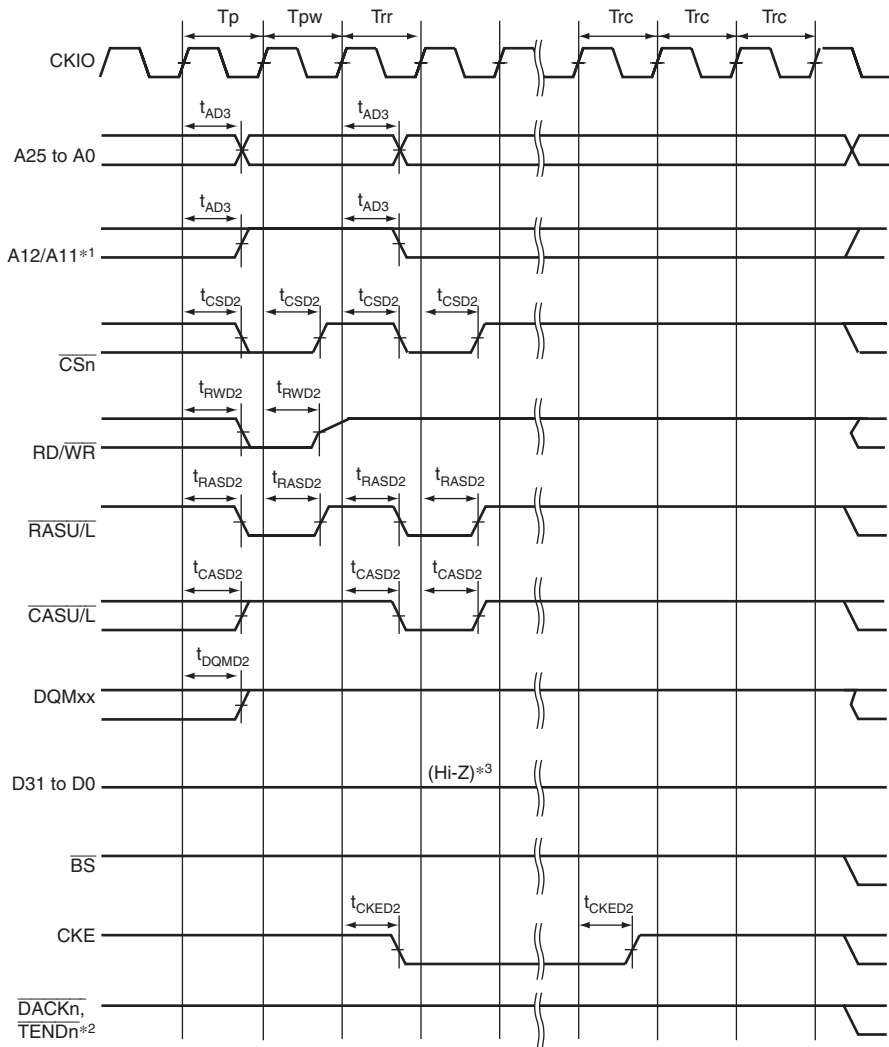 Tp Tpw Trr Trc Trc Trc
CKIO
tAD3 tAD3
A25 to A0
tAD3 tAD3
A12/A11*1
tCSD2 tCSD2 tCSD2 tCSD2
CSn
tRWD2 tRWD2
RD/WR
tRASD2 tRASD2 tRASD2 tRASD2
RASU/L
tCASD2 tCASD2 tCASD2
CASU/L
tDQMD2
DQMxx
(Hi-Z)*3
D31 to D0
BS
tCKED2 tCKED2
CKE
DACKn,
TENDn*2